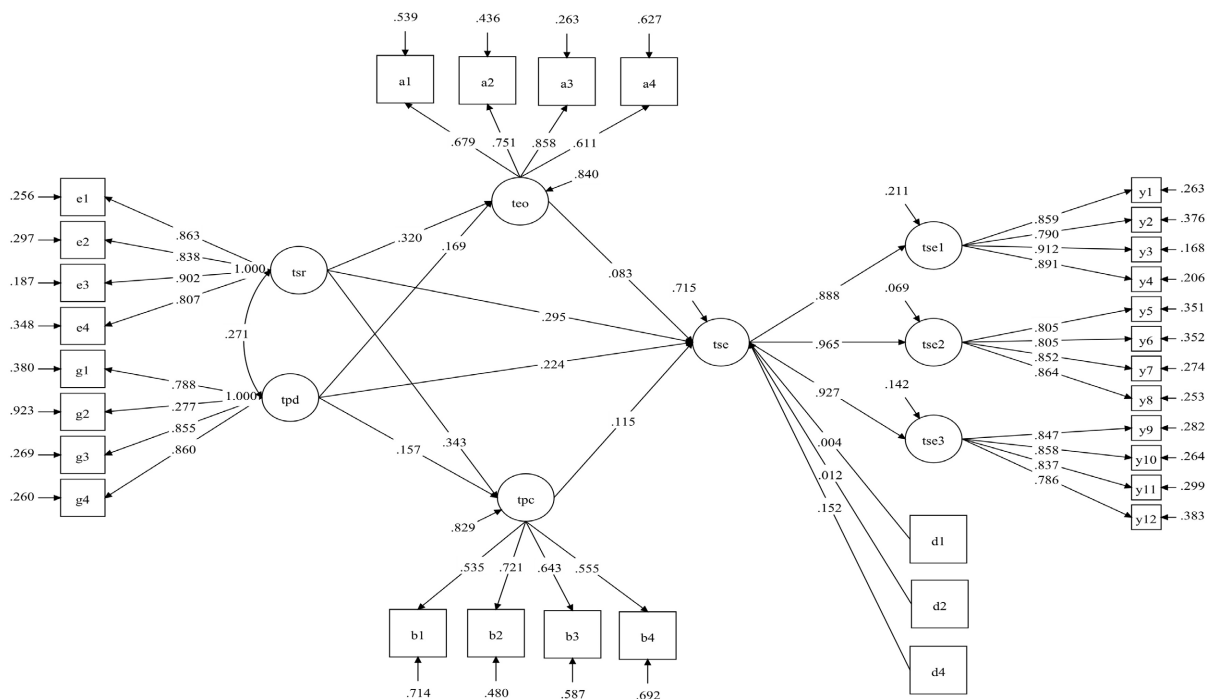 .539 .436 .263 .627
a1 a2 a3 a4
.679 .751 .858 .611
.840
teo
.256 e1
.297 e2
.187 e3
.348 e4
.863
.838
.902
.807
1.000
tsr
.271
.380 g1
.923 g2
.269 g3
.260 g4
.788
.277
.855
.860
1.000
tpd
.320
.169
.083
.295
.224
.343
.157
.115
tpc
.829
.535 .721 .643 .555
b1 b2 b3 b4
.714 .480 .587 .692
.715
tse
.888
.965
.927
.004
.012
.152
.211
tse1
.069
tse2
.142
tse3
.859 y1 .263
.790 y2 .376
.912 y3 .168
.891 y4 .206
.805 y5 .351
.805 y6 .352
.852 y7 .274
.864 y8 .253
.847 y9 .282
.858 y10 .264
.837 y11 .299
.786 y12 .383
d1
d2
d4